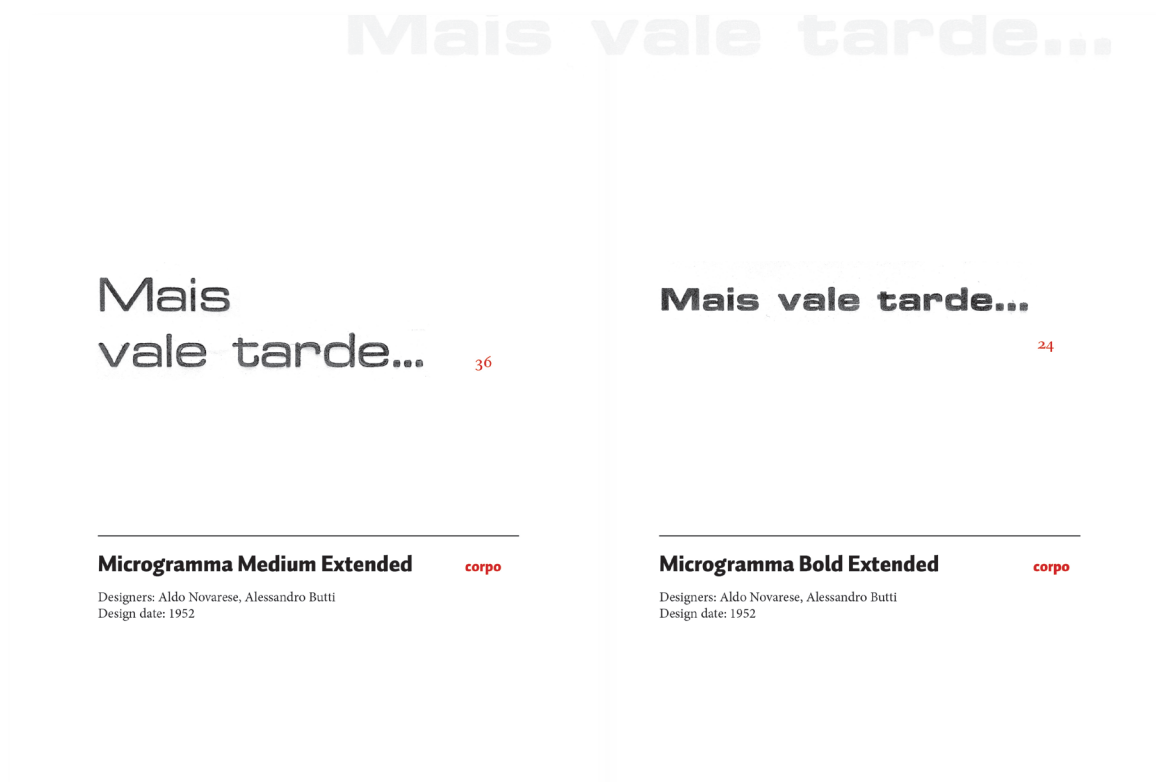 Mais vale tarde...
Mais
vale tarde...
36
Microgramma Medium Extended
corpo
Designers: Aldo Novarese, Alessandro Butti
Design date: 1952
Mais vale tarde...
24
Microgramma Bold Extended
corpo
Designers: Aldo Novarese, Alessandro Butti
Design date: 1952